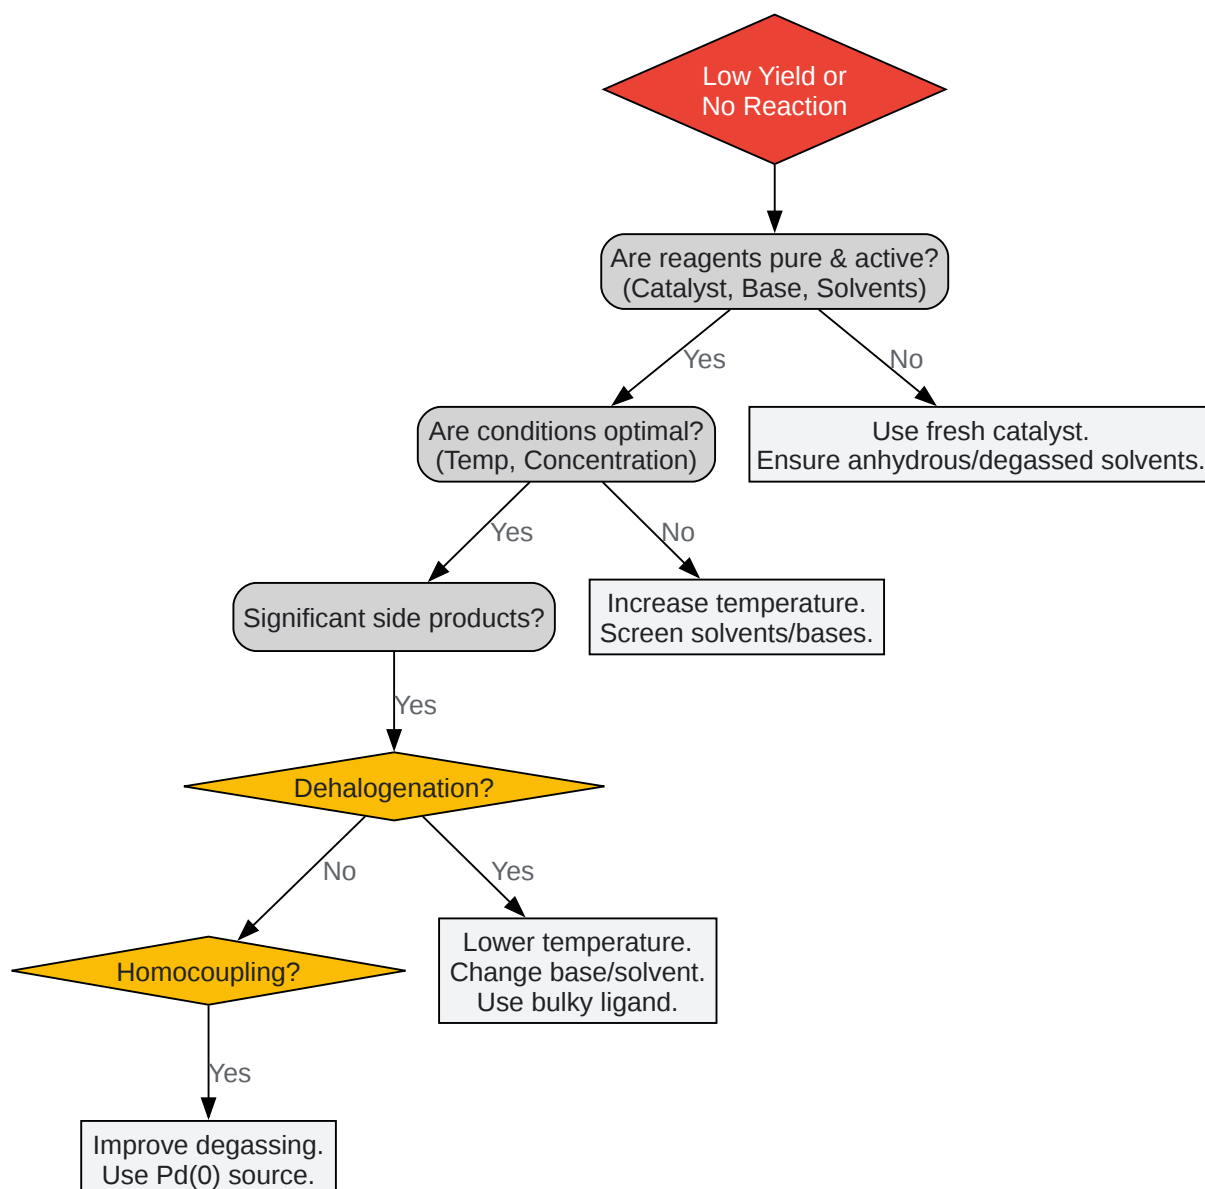 Low Yield or
No Reaction
Are reagents pure & active?
(Catalyst, Base, Solvents)
Yes
No
Are conditions optimal?
(Temp, Concentration)
Use fresh catalyst.
Ensure anhydrous/degassed solvents.
Yes
No
Significant side products?
Increase temperature.
Screen solvents/bases.
Yes
Dehalogenation?
No
Yes
Homocoupling?
Lower temperature.
Change base/solvent.
Use bulky ligand.
Yes
Improve degassing.
Use Pd(0) source.